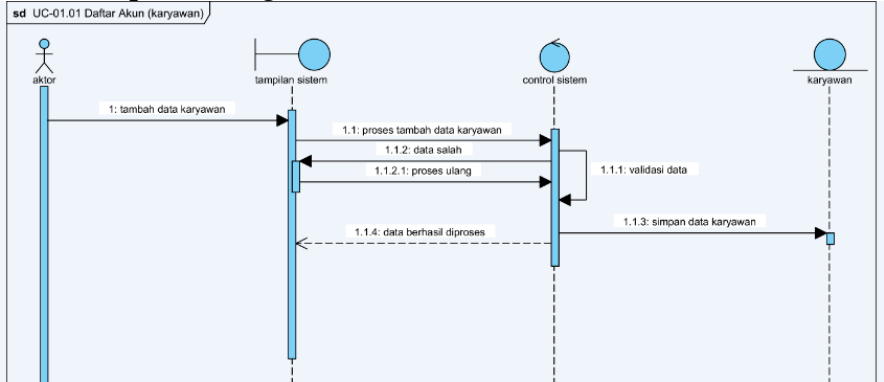 sd UC-01.01 Daftar Akun (karyawan)
aktor
tampilan sistem
control sistem
karyawan
1: tambah data karyawan
1.1: proses tambah data karyawan
1.1.2: data salah
1.1.2.1: proses ulang
1.1.1: validasi data
1.1.3: simpan data karyawan
1.1.4: data berhasil diproses